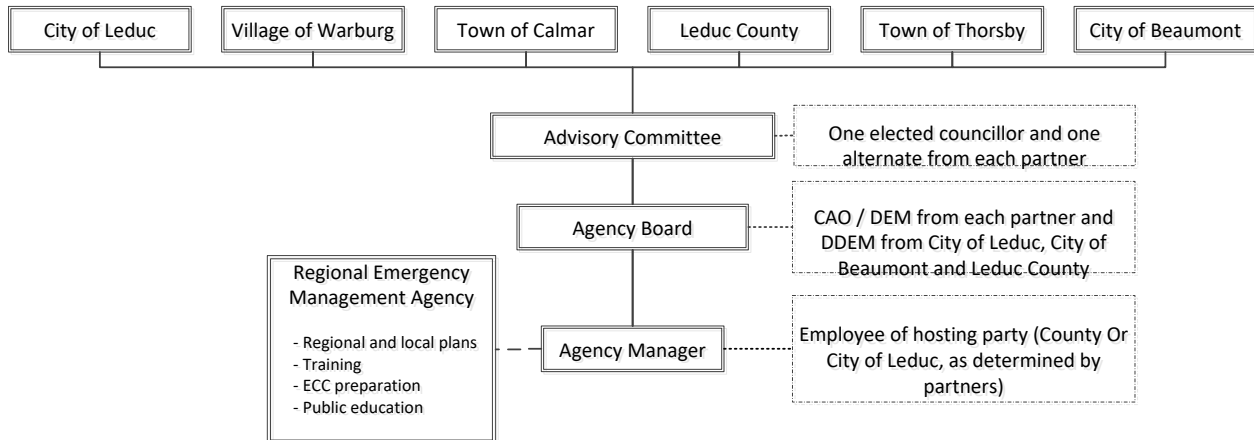 City of Leduc
Village of Warburg
Town of Calmar
Leduc County
Town of Thorsby
City of Beaumont
Advisory Committee
One elected councillor and one
alternate from each partner
Agency Board
CAO / DEM from each partner and
DDEM from City of Leduc, City of
Beaumont and Leduc County
Regional Emergency
Management Agency
- Regional and local plans
- Training
- ECC preparation
- Public education
Agency Manager
Employee of hosting party (County Or
City of Leduc, as determined by
partners)